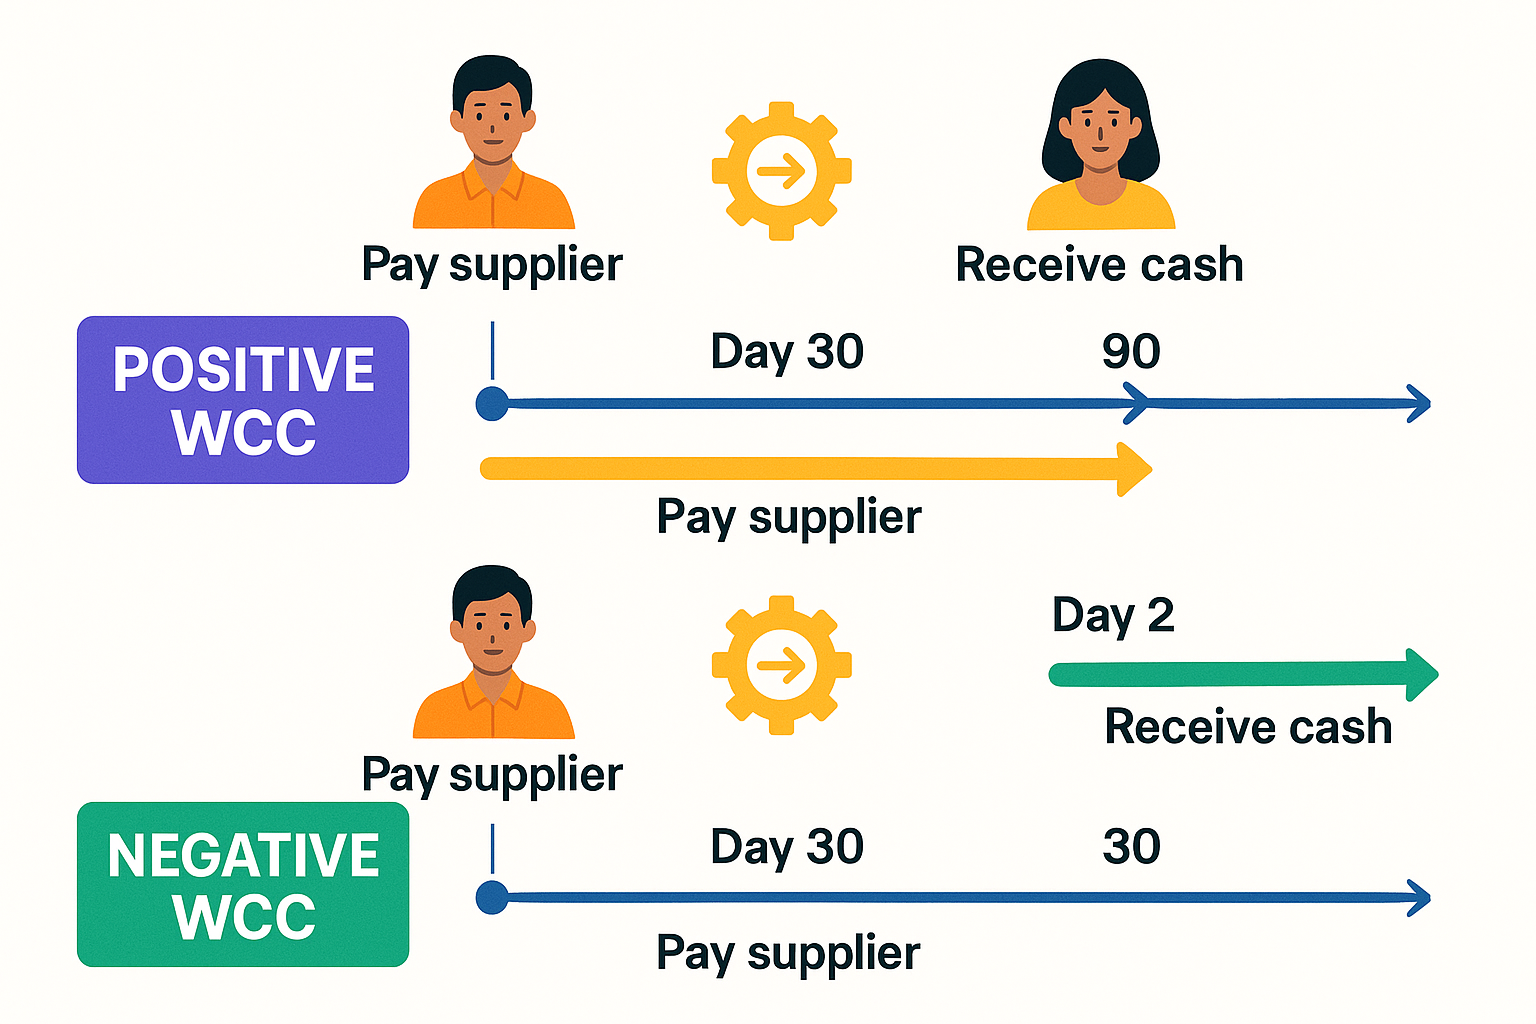 Pay supplier
Receive cash
POSITIVE
WCC
Day 30
90
Pay supplier
Day 2
Receive cash
Pay supplier
NEGATIVE
WCC
Day 30
30
Pay supplier